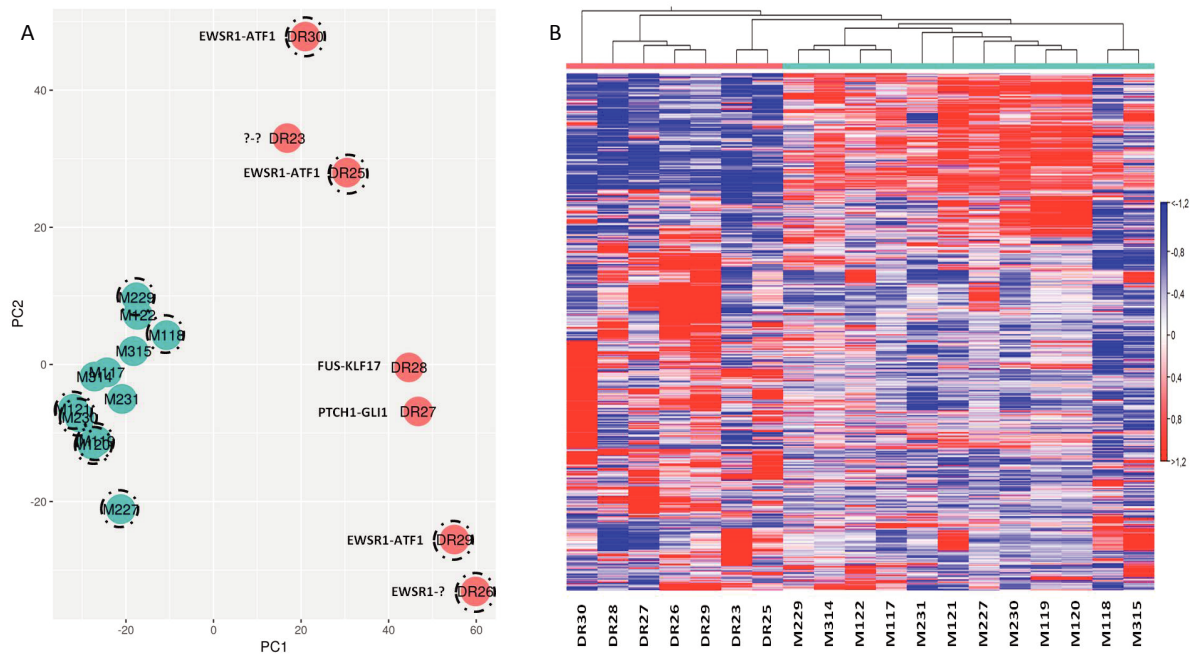 A
EWSR1-ATF1 DR30
?-? DR23
EWSR1-ATF1 DR25
M229
M122
M118
M315
M117
M314
M231
M121
M230
M120
M227
FUS-KLF17 DR28
PTCH1-GLI1 DR27
EWSR1-ATF1 DR29
EWSR1-? DR26
40
20
0
-20
PC2
-20 0 20 40 60
PC1
B
<-1,2
-0,8
-0,4
0
0,4
0,8
>1,2
DR30 DR28 DR27 DR26 DR29 DR23 DR25 M229 M314 M122 M117 M231 M121 M227 M230 M119 M120 M118 M315